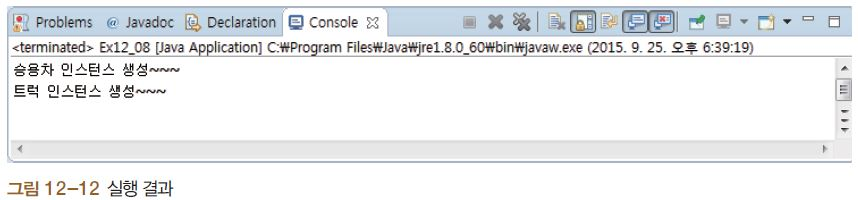 Problems @ Javadoc Declaration Console
<terminated> Ex12_08 [Java Application] C:₩Program Files₩Java₩jre1.8.0_60₩bin₩javaw.exe (2015. 9. 25. 오후 6:39:19)
승용차 인스턴스 생성~~~
트럭 인스턴스 생성~~~
그림 12-12 실행 결과